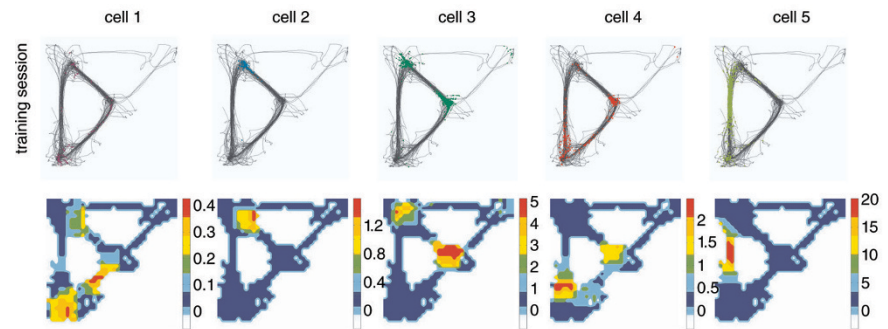 cell 1 cell 2 cell 3 cell 4 cell 5
training session
0.4 5 20
0.3 1.2 4 2 15
0.2 0.8 3 1.5 10
0.1 0.4 2 1 5
1 0.5
0 0 0 0 0